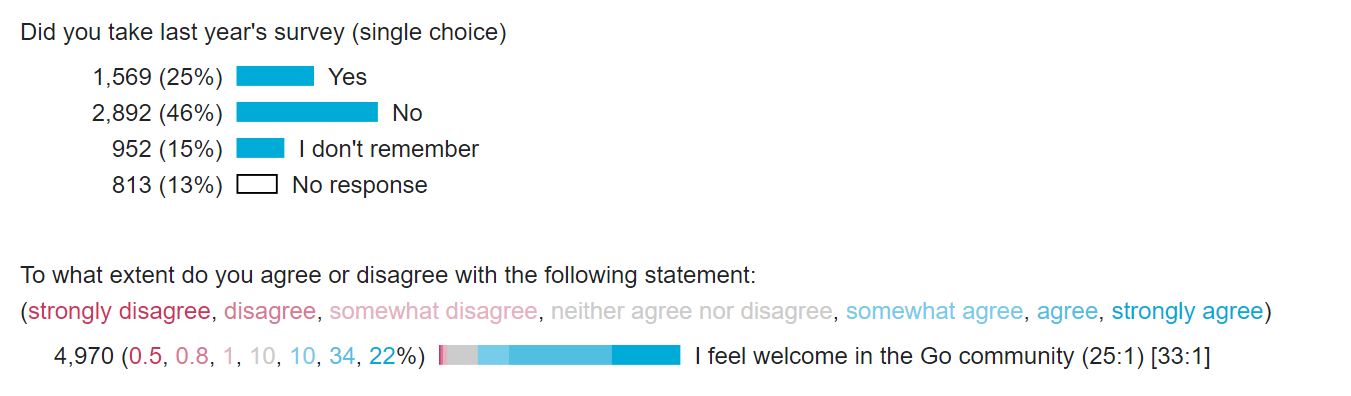 Did you take last year's survey (single choice)
1,569 (25%) Yes
2,892 (46%) No
952 (15%) I don't remember
813 (13%) No response
To what extent do you agree or disagree with the following statement:
(strongly disagree, disagree, somewhat disagree, neither agree nor disagree, somewhat agree, agree, strongly agree)
4,970 (0.5, 0.8, 1, 10, 10, 34, 22%) I feel welcome in the Go community (25:1) [33:1]